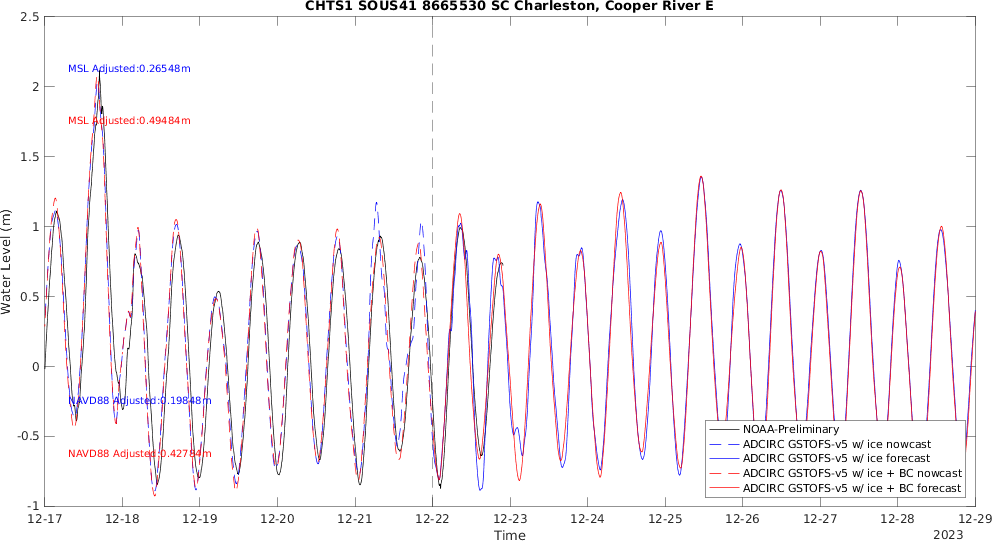 CHTS1 SOUS41 8665530 SC Charleston, Cooper River E
2.5
2
1.5
1
0.5
0
-0.5
-1
Water Level (m)
MSL Adjusted:0.26548m
MSL Adjusted:0.49484m
NAVD88 Adjusted:0.19848m
NAVD88 Adjusted:0.42784m
NOAA-Preliminary
ADCIRC GSTOFS-v5 w/ ice nowcast
ADCIRC GSTOFS-v5 w/ ice forecast
ADCIRC GSTOFS-v5 w/ ice + BC nowcast
ADCIRC GSTOFS-v5 w/ ice + BC forecast
12-17 12-18 12-19 12-20 12-21 12-22 12-23 12-24 12-25 12-26 12-27 12-28 12-29
Time
2023